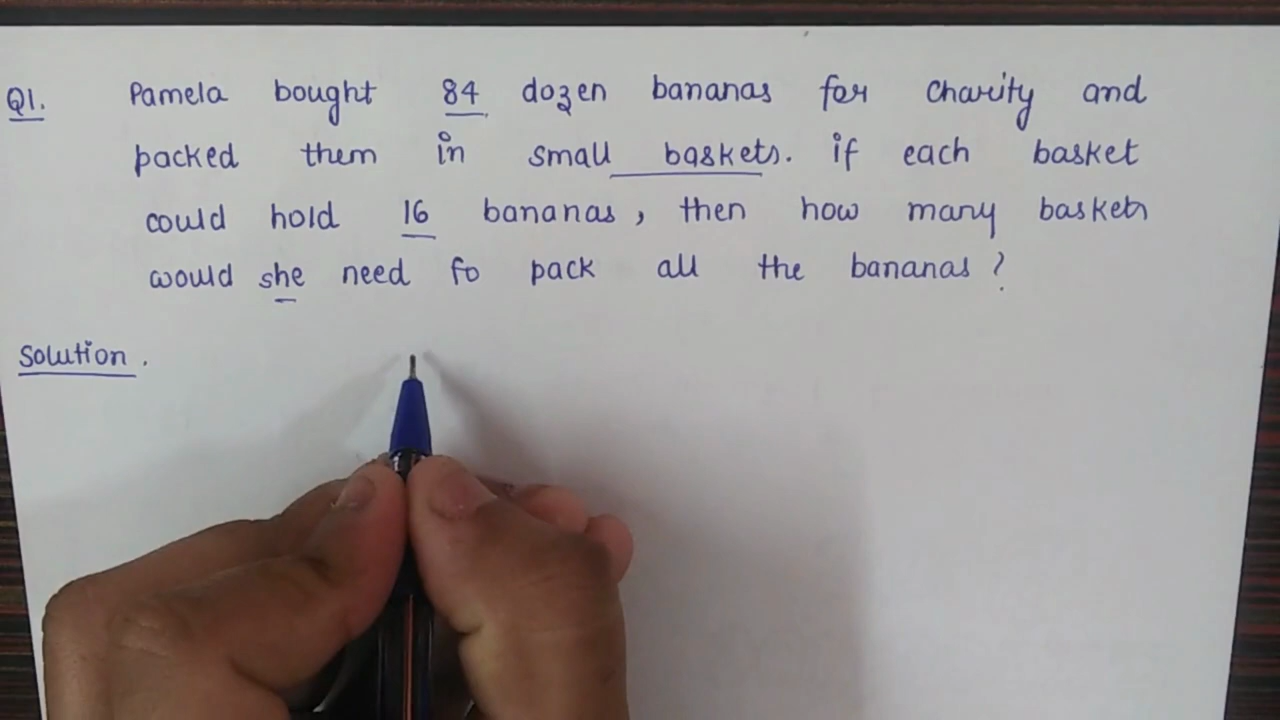 Q1. Pamela bought 84 dozen bananas for charity and
packed them in small baskets. if each basket
could hold 16 bananas, then how many baskets
would she need fo pack all the bananas?
Solution.